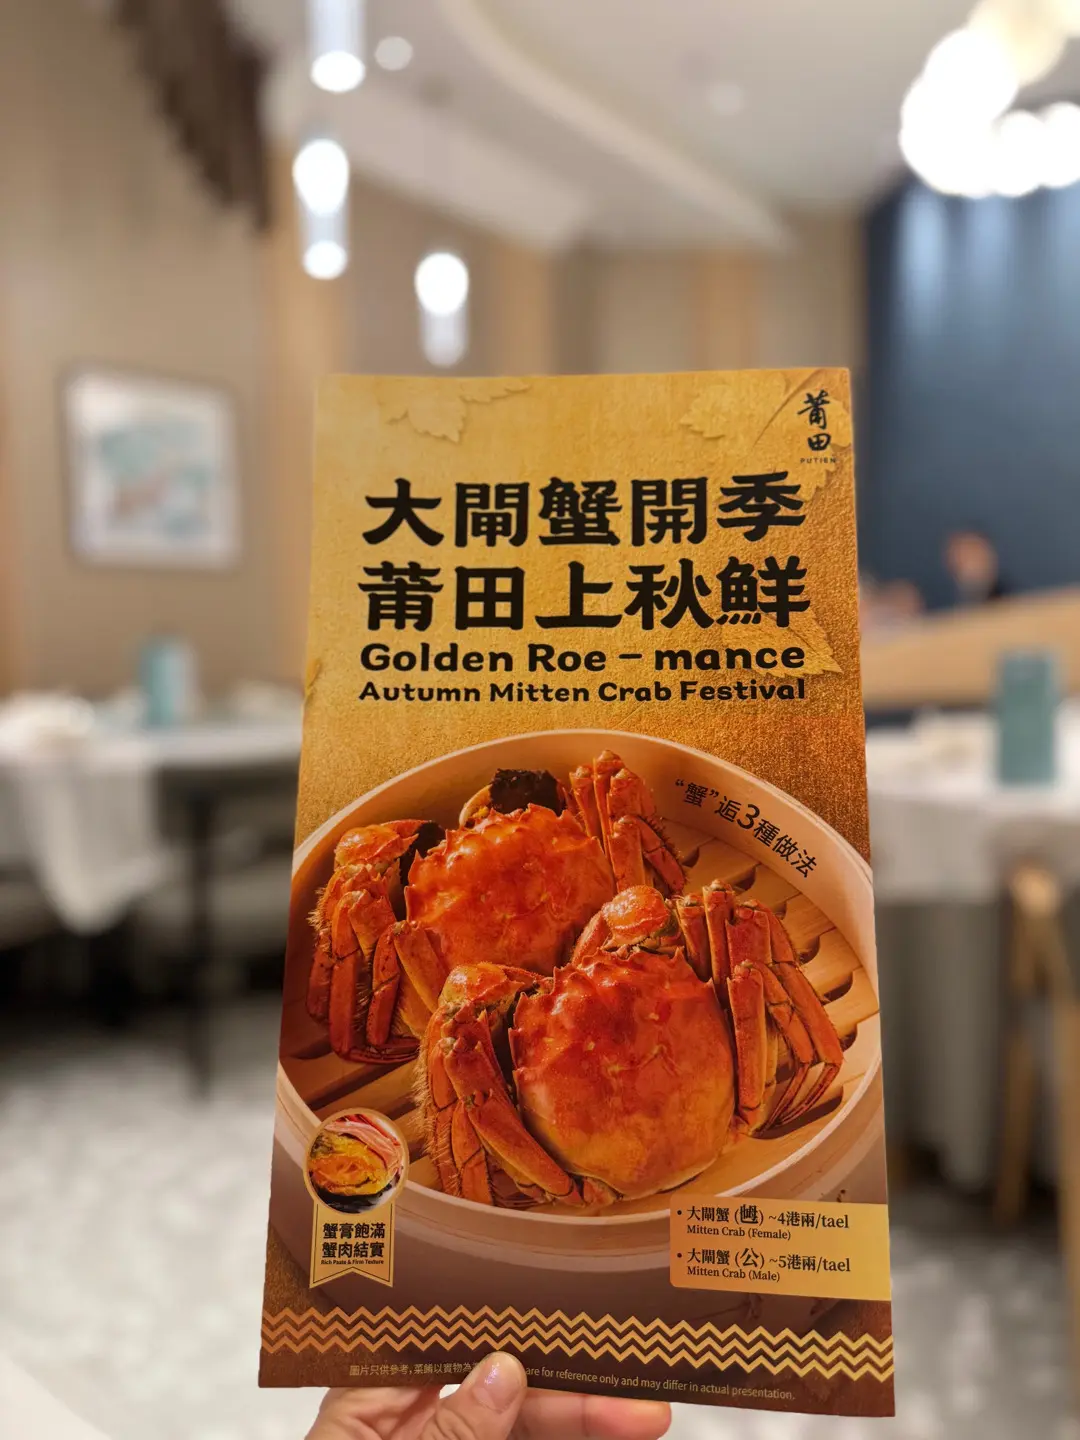 莆田
PUTIEN
大閘蟹開季
莆田上秋鮮
Golden Roe – mance
Autumn Mitten Crab Festival
“蟹”逅3種做法
蟹膏飽滿
蟹肉結實
Rich Paste & Firm Texture
• 大閘蟹 (乸) ~4港兩/tael
Mitten Crab (Female)
• 大閘蟹 (公) ~5港兩/tael
Mitten Crab (Male)
圖片只供參考，菜餚以實物為 are for reference only and may differ in actual presentation.